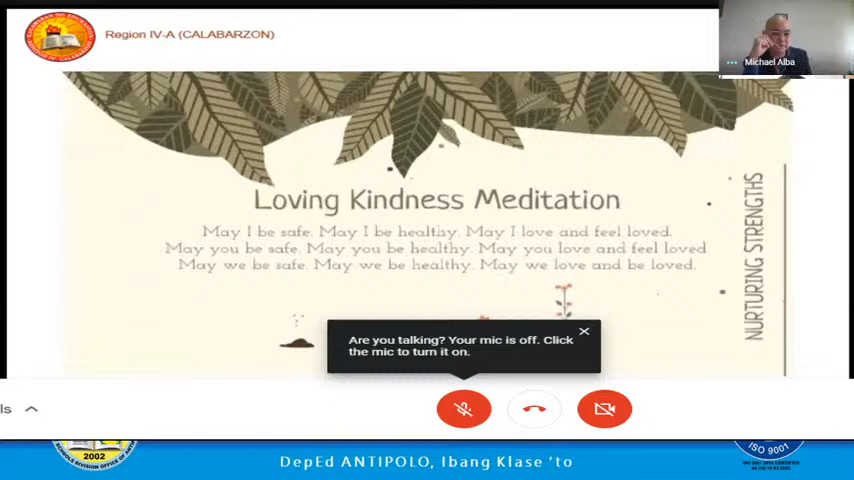 Region IV-A (CALABARZON)
Michael Alba
Loving Kindness Meditation
May I be safe. May I be healthy. May I love and feel loved.
May you be safe. May you be healthy. May you love and feel loved
May we be safe. May we be healthy. May we love and be loved.
NURTURING STRENGTHS
Are you talking? Your mic is off. Click
the mic to turn it on.
ls
2002
ISO 9001
DepEd ANTIPOLO, Ibang Klase 'to